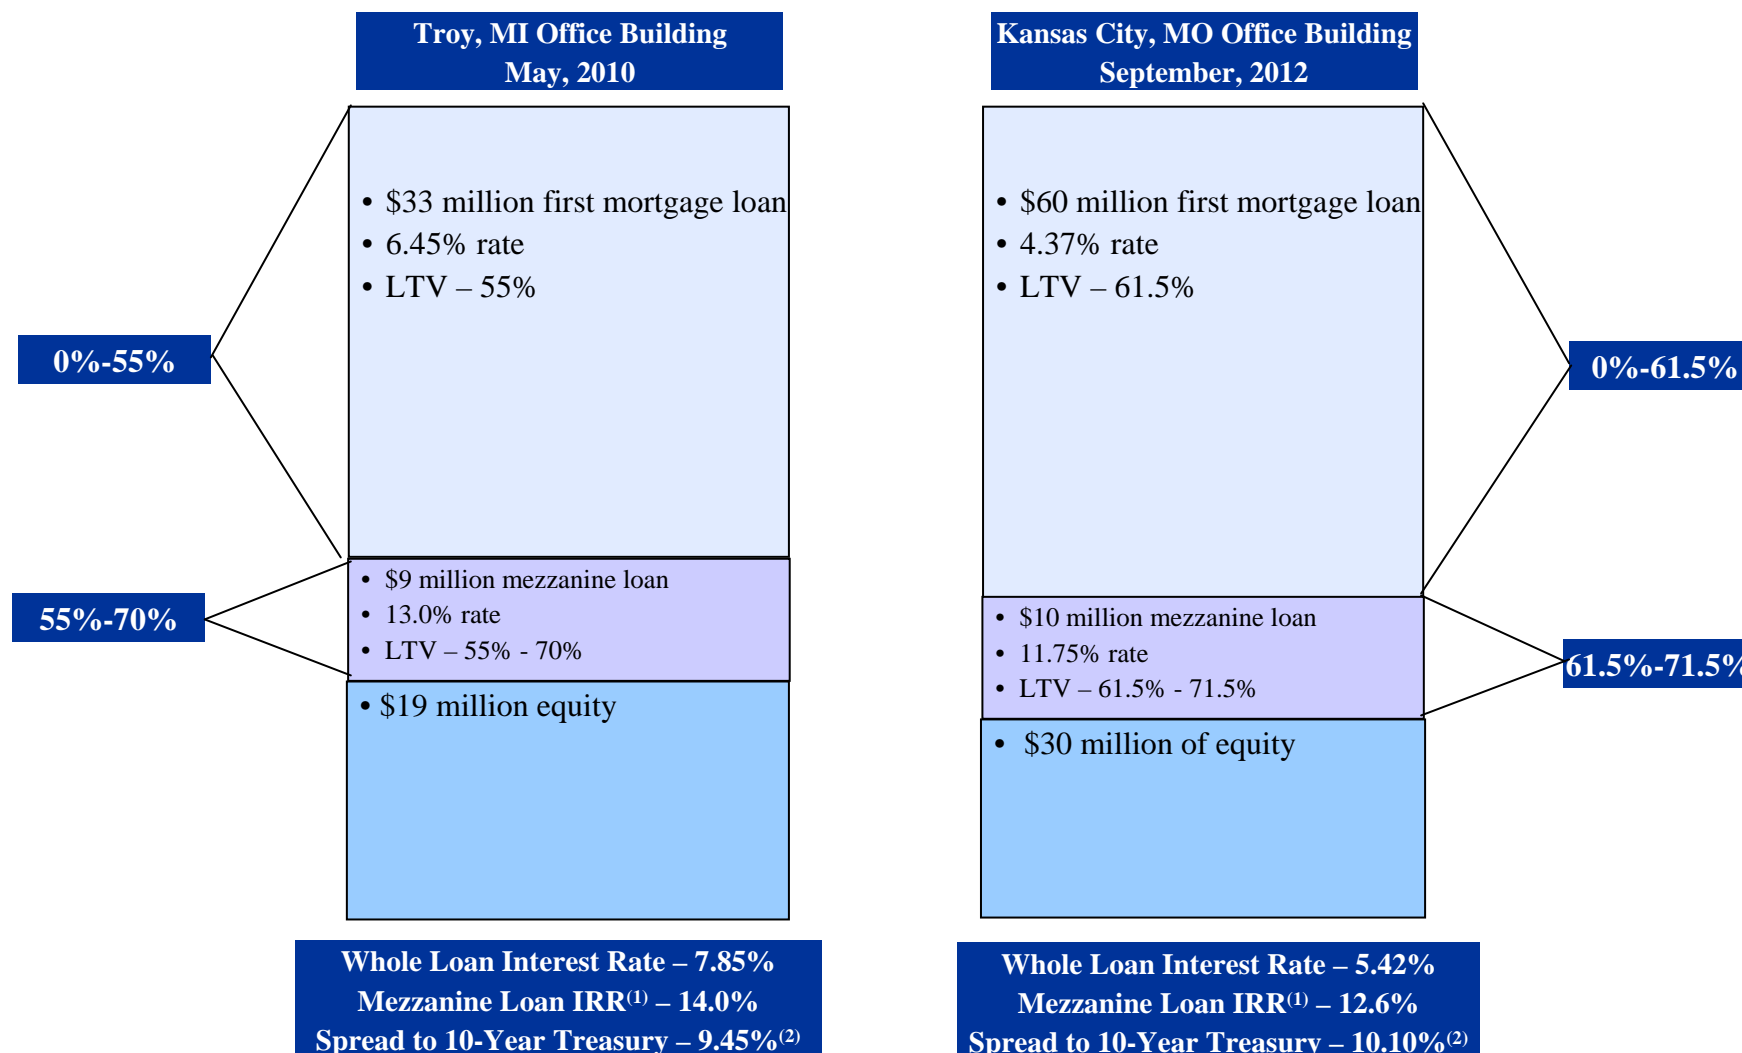 Troy, MI Office Building
May, 2010
• $33 million first mortgage loan
• 6.45% rate
• LTV – 55%
0%-55%
• $9 million mezzanine loan
• 13.0% rate
• LTV – 55% - 70%
55%-70%
• $19 million equity
Whole Loan Interest Rate – 7.85%
Mezzanine Loan IRR(1) – 14.0%
Spread to 10-Year Treasury – 9.45%(2)
Kansas City, MO Office Building
September, 2012
• $60 million first mortgage loan
• 4.37% rate
• LTV – 61.5%
0%-61.5%
• $10 million mezzanine loan
• 11.75% rate
• LTV – 61.5% - 71.5%
61.5%-71.5%
• $30 million of equity
Whole Loan Interest Rate – 5.42%
Mezzanine Loan IRR(1) – 12.6%
Spread to 10-Year Treasury – 10.10%(2)